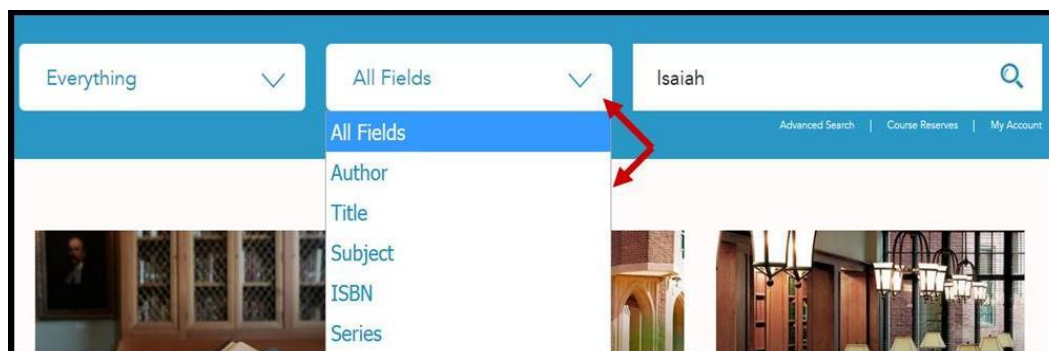 Everything
All Fields
Isaiah
Advanced Search | Course Reserves | My Account
All Fields
Author
Title
Subject
ISBN
Series